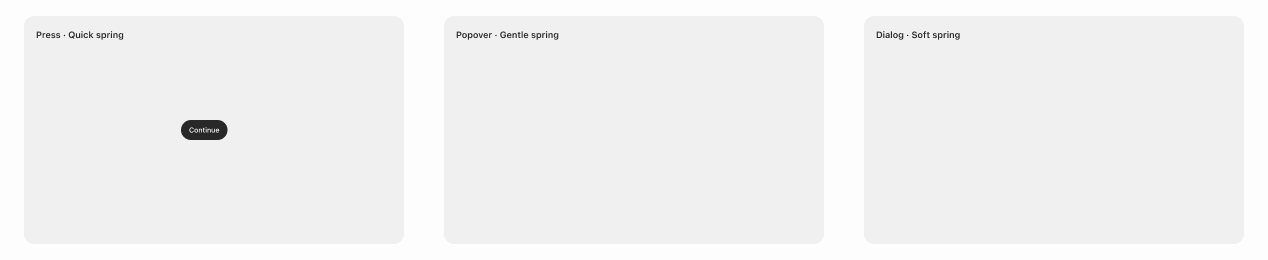 Press · Quick spring
Popover · Gentle spring
Dialog · Soft spring
Continue